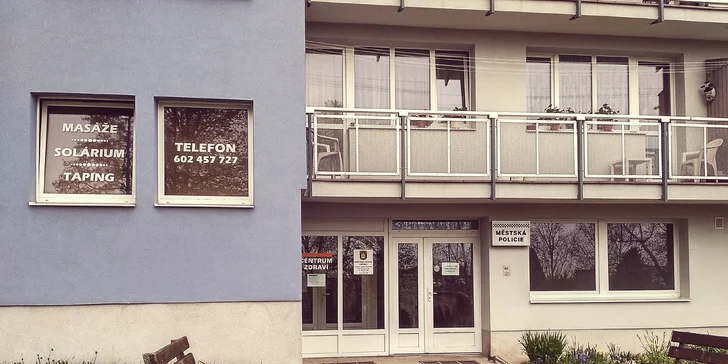 MASÁŽE
SOLÁRIUM
TAPING
TELEFON
602 457 727
MĚSTSKÁ
POLICIE
CENTRUM
ZDRAVÍ